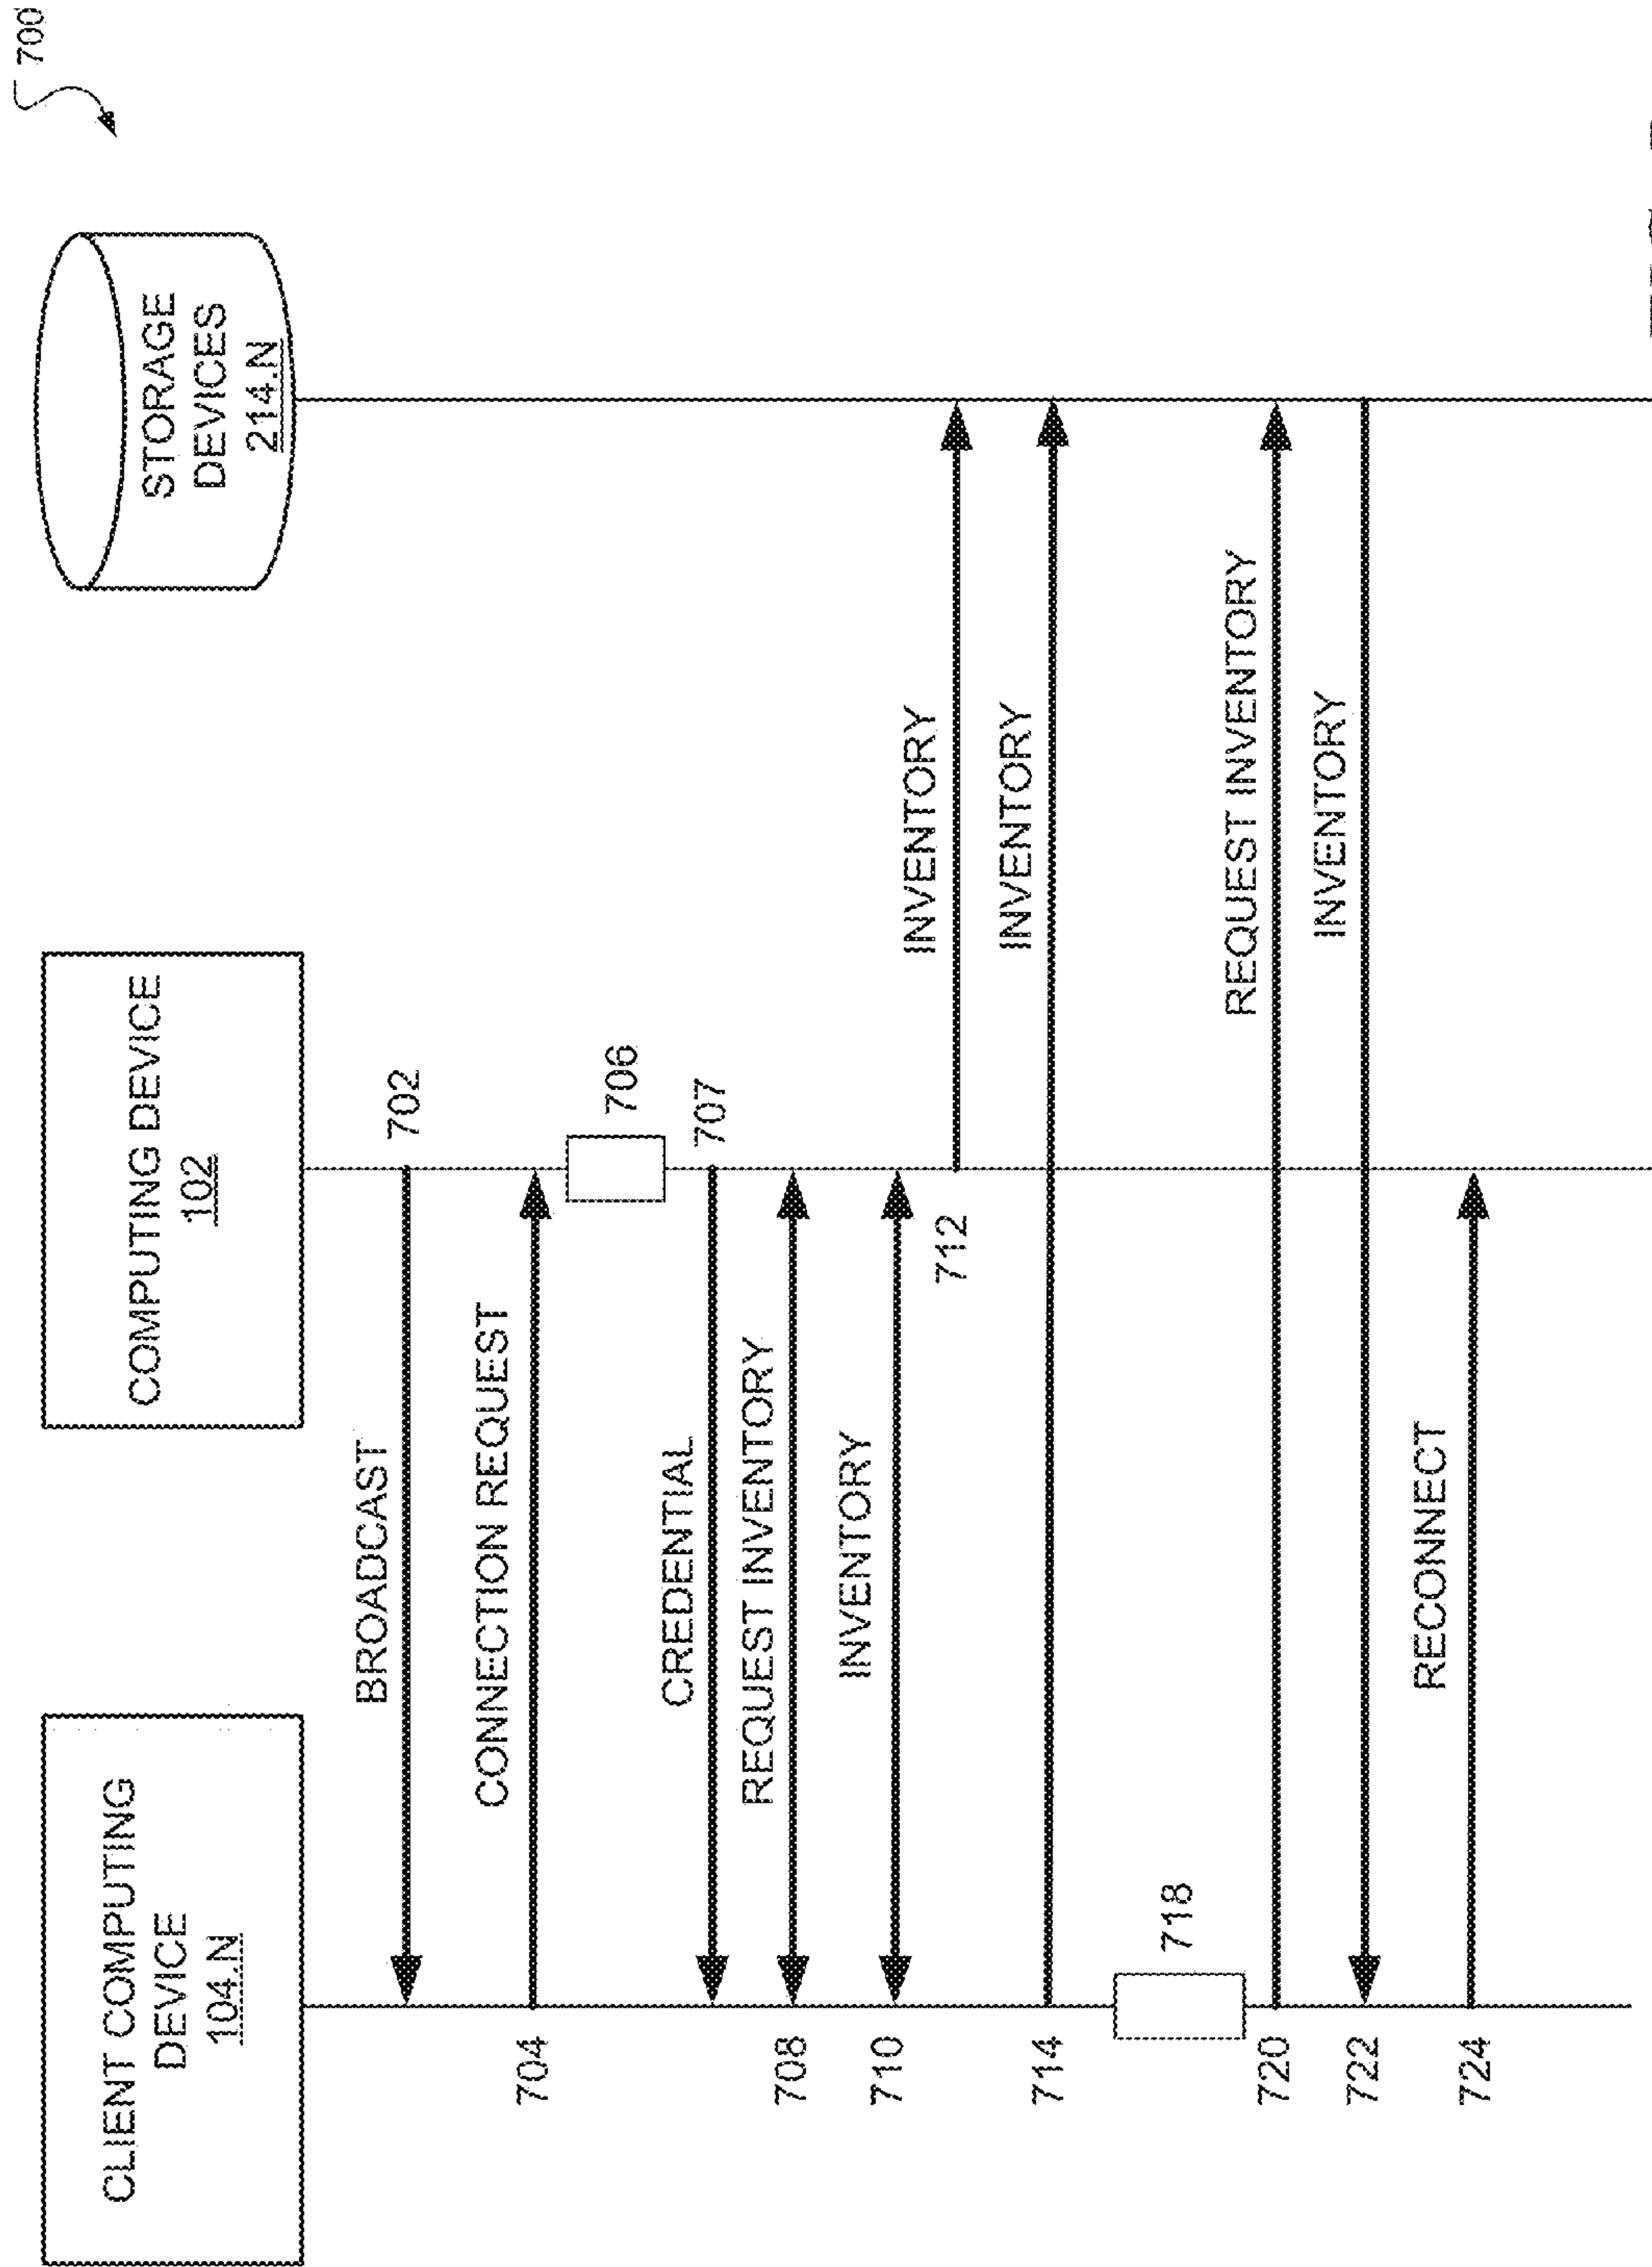 700
CLIENT COMPUTING
DEVICE
104.N
COMPUTING DEVICE
102
STORAGE
DEVICES
214.N
BROADCAST
702
CONNECTION REQUEST
704
706
CREDENTIAL
707
REQUEST INVENTORY
708
INVENTORY
710
INVENTORY
712
INVENTORY
714
718
REQUEST INVENTORY
720
INVENTORY
722
RECONNECT
724